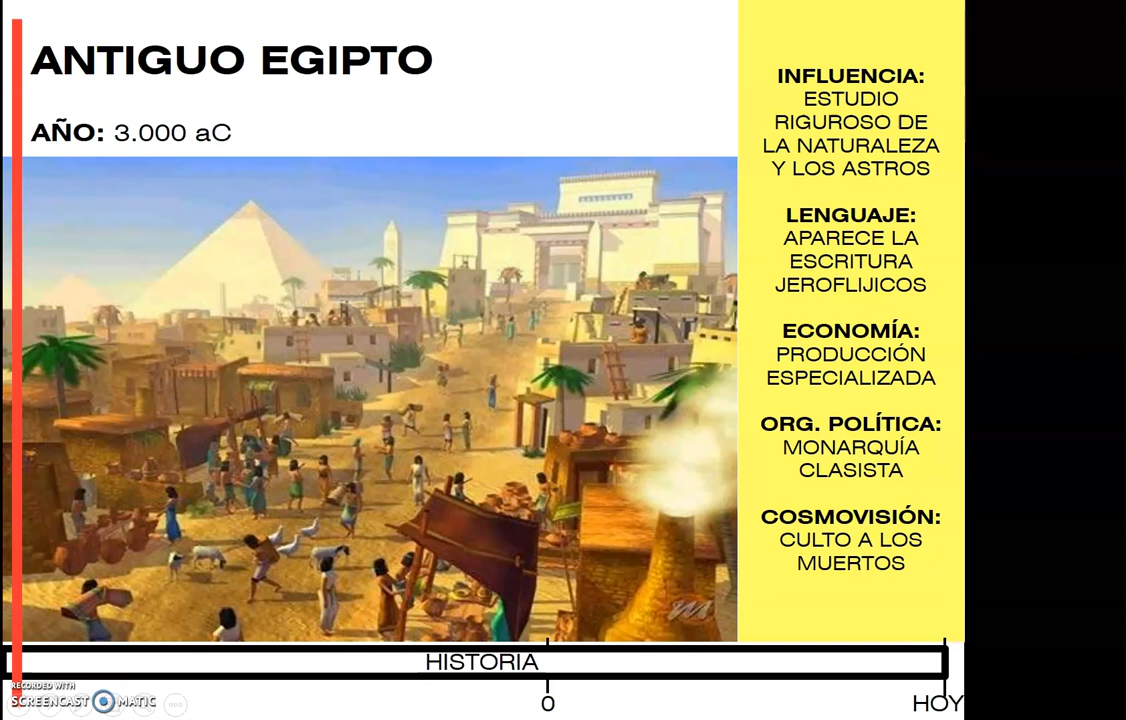 ANTIGUO EGIPTO
AÑO: 3.000 aC
INFLUENCIA:
ESTUDIO
RIGUROSO DE
LA NATURALEZA
Y LOS ASTROS
LENGUAJE:
APARECE LA
ESCRITURA
JEROFLIJICOS
ECONOMÍA:
PRODUCCIÓN
ESPECIALIZADA
ORG. POLÍTICA:
MONARQUÍA
CLASISTA
COSMOVISIÓN:
CULTO A LOS
MUERTOS
HISTORIA
0
HOY
RECORDED WITH
SCREENCAST MATIC